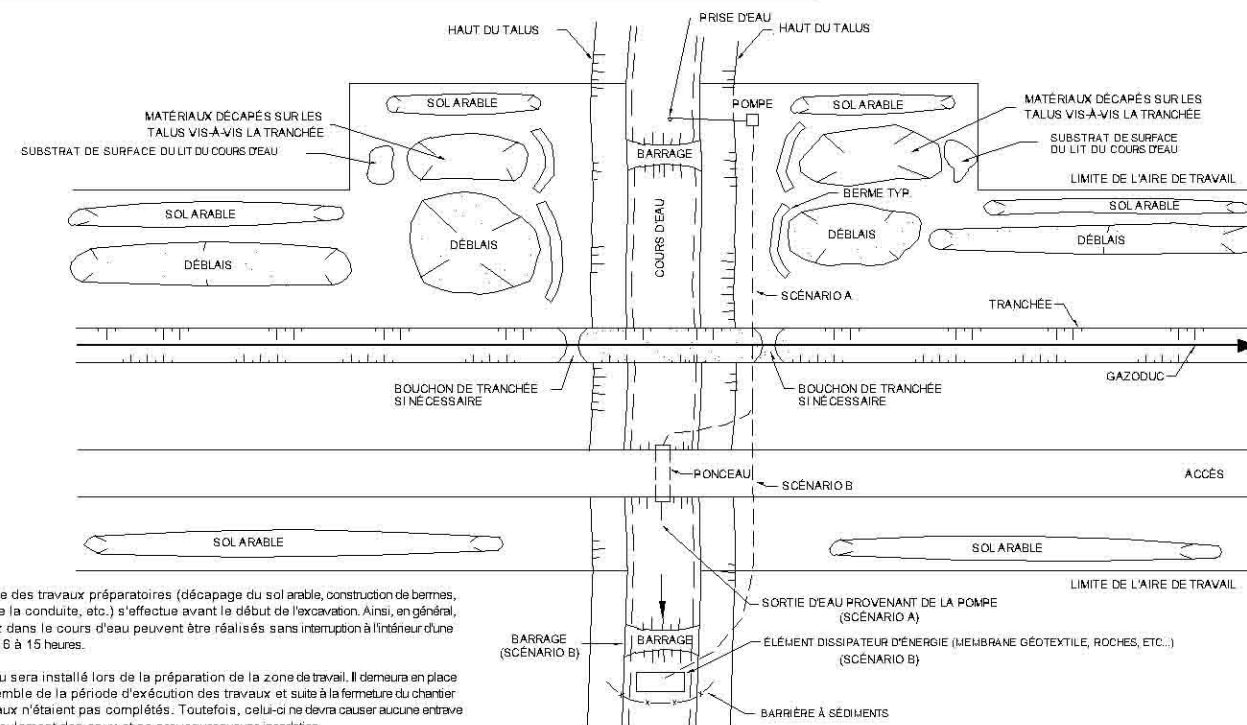 PRISE D'EAU
HAUT DU TALUS
HAUT DU TALUS
SOL ARABLE
POMPE
SOL ARABLE
MATÉRIAUX DÉCAPÉS SUR LES
TALUS VIS-À-VIS LA TRANCHÉE
MATÉRIAUX DÉCAPÉS SUR LES
TALUS VIS-À-VIS LA TRANCHÉE
SUBSTRAT DE SURFACE DU LIT DU COURS D'EAU
BARRAGE
SUBSTRAT DE SURFACE
DU LIT DU COURS D'EAU
LIMITE DE L'AIRE DE TRAVAIL
BERME TYP.
SOL ARABLE
SOL ARABLE
DÉBLAIS
COURS D'EAU
DÉBLAIS
DÉBLAIS
DÉBLAIS
SCÉNARIO A
TRANCHÉE
GAZODUC
BOUCHON DE TRANCHÉE
SI NÉCESSAIRE
BOUCHON DE TRANCHÉE
SI NÉCESSAIRE
PONCEAU
ACCÈS
SCÉNARIO B
SOL ARABLE
SOL ARABLE
LIMITE DE L'AIRE DE TRAVAIL
e des travaux préparatoires (décapage du sol arable, construction de bermes,
e la conduite, etc.) s'effectue avant le début de l'excavation. Ainsi, en général,
x dans le cours d'eau peuvent être réalisés sans interruption à l'intérieur d'une
6 à 15 heures.
SORTIE D'EAU PROVENANT DE LA POMPE
(SCÉNARIO A)
BARRAGE
(SCÉNARIO B)
BARRAGE
ÉLÉMENT DISSIPATEUR D'ÉNERGIE (MEMBRANE GÉOTEXTILE, ROCHES, ETC...)
(SCÉNARIO B)
u sera installé lors de la préparation de la zone de travail. Il demeura en place
emble de la période d'exécution des travaux et suite à la fermeture du chantier
aux n'étaient pas complétés. Toutefois, celui-ci ne devra causer aucune entrave
BARRIÈRE À SÉDIMENTS